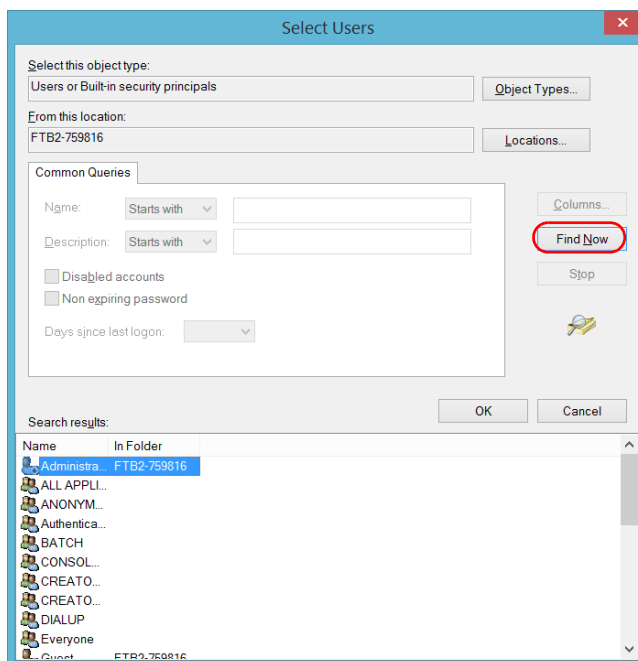 Select Users
Select this object type:
Users or Built-in security principals
Object Types...
From this location:
FTB2-759816
Locations...
Common Queries
Name: Starts with
Columns...
Description: Starts with
Find Now
Disabled accounts
Stop
Non expiring password
Days since last logon:
OK Cancel
Search results:
Name In Folder
Administra... FTB2-759816
ALL APPLI...
ANONYM...
Authentica...
BATCH
CONSOL...
CREATO...
CREATO...
DIALUP
Everyone
Guest FTB2-759816